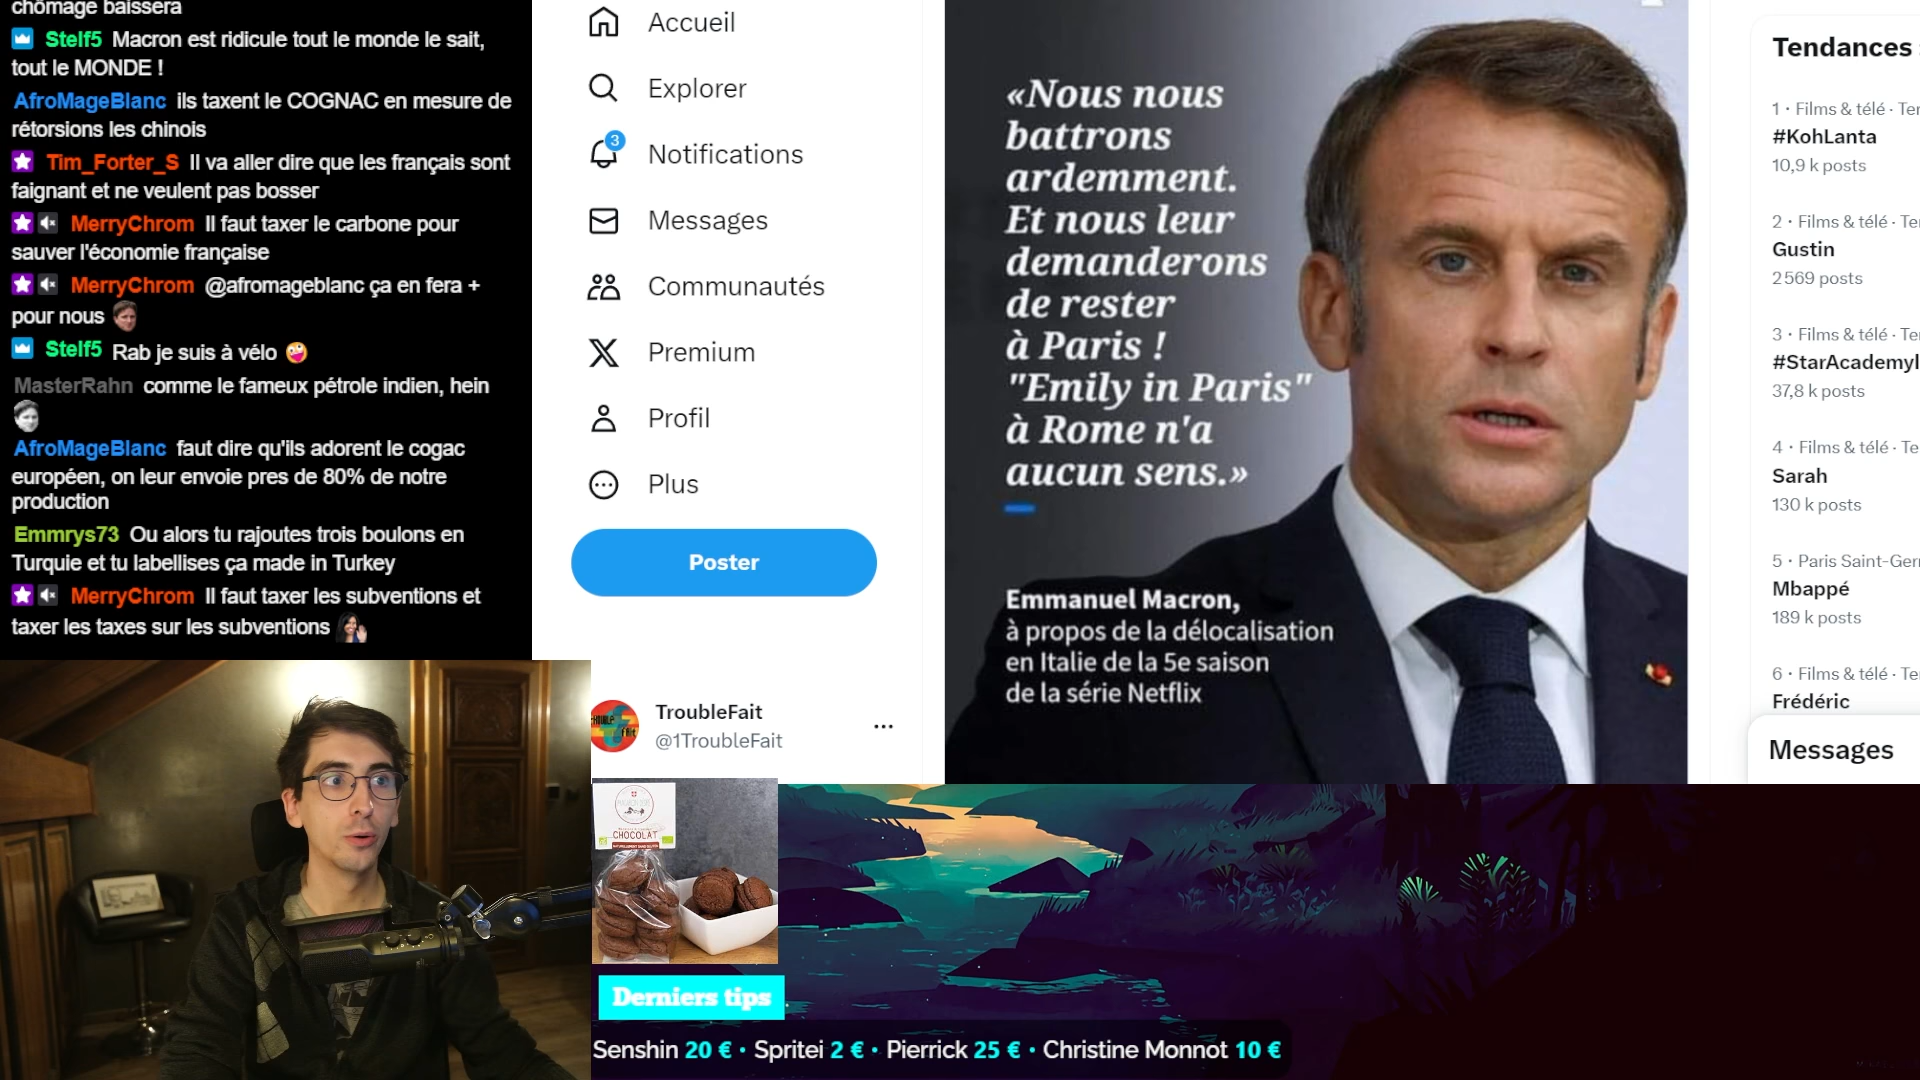 chômage baissera
Stelf5 Macron est ridicule tout le monde le sait,
tout le MONDE !
AfroMageBlanc ils taxent le COGNAC en mesure de
rétorsions les chinois
Tim_Forter_S Il va aller dire que les français sont
faignant et ne veulent pas bosser
MerryChrom Il faut taxer le carbone pour
sauver l'économie française
MerryChrom @afromageblanc ça en fera +
pour nous
Stelf5 Rab je suis à vélo 🤪
MasterRahn comme le fameux pétrole indien, hein
AfroMageBlanc faut dire qu'ils adorent le cogac
européen, on leur envoie pres de 80% de notre
production
Emmrys73 Ou alors tu rajoutes trois boulons en
Turquie et tu labellises ça made in Turkey
MerryChrom Il faut taxer les subventions et
taxer les taxes sur les subventions
Accueil
Explorer
3
Notifications
Messages
Communautés
Premium
Profil
Plus
Poster
TroubleFait
@1TroubleFait
«Nous nous
battrons
ardemment.
Et nous leur
demanderons
de rester
à Paris !
"Emily in Paris"
à Rome n'a
aucun sens.»
Emmanuel Macron,
à propos de la délocalisation
en Italie de la 5e saison
de la série Netflix
Tendances
1 · Films & télé · Te
#KohLanta
10,9 k posts
2 · Films & télé · Te
Gustin
2 569 posts
3 · Films & télé · Te
#StarAcademy
37,8 k posts
4 · Films & télé · Te
Sarah
130 k posts
5 · Paris Saint-Ger
Mbappé
189 k posts
6 · Films & télé · Te
Frédéric
Messages
CHOCOLAT
Derniers tips
Senshin 20 € · Spritei 2 € · Pierrick 25 € · Christine Monnot 10 €